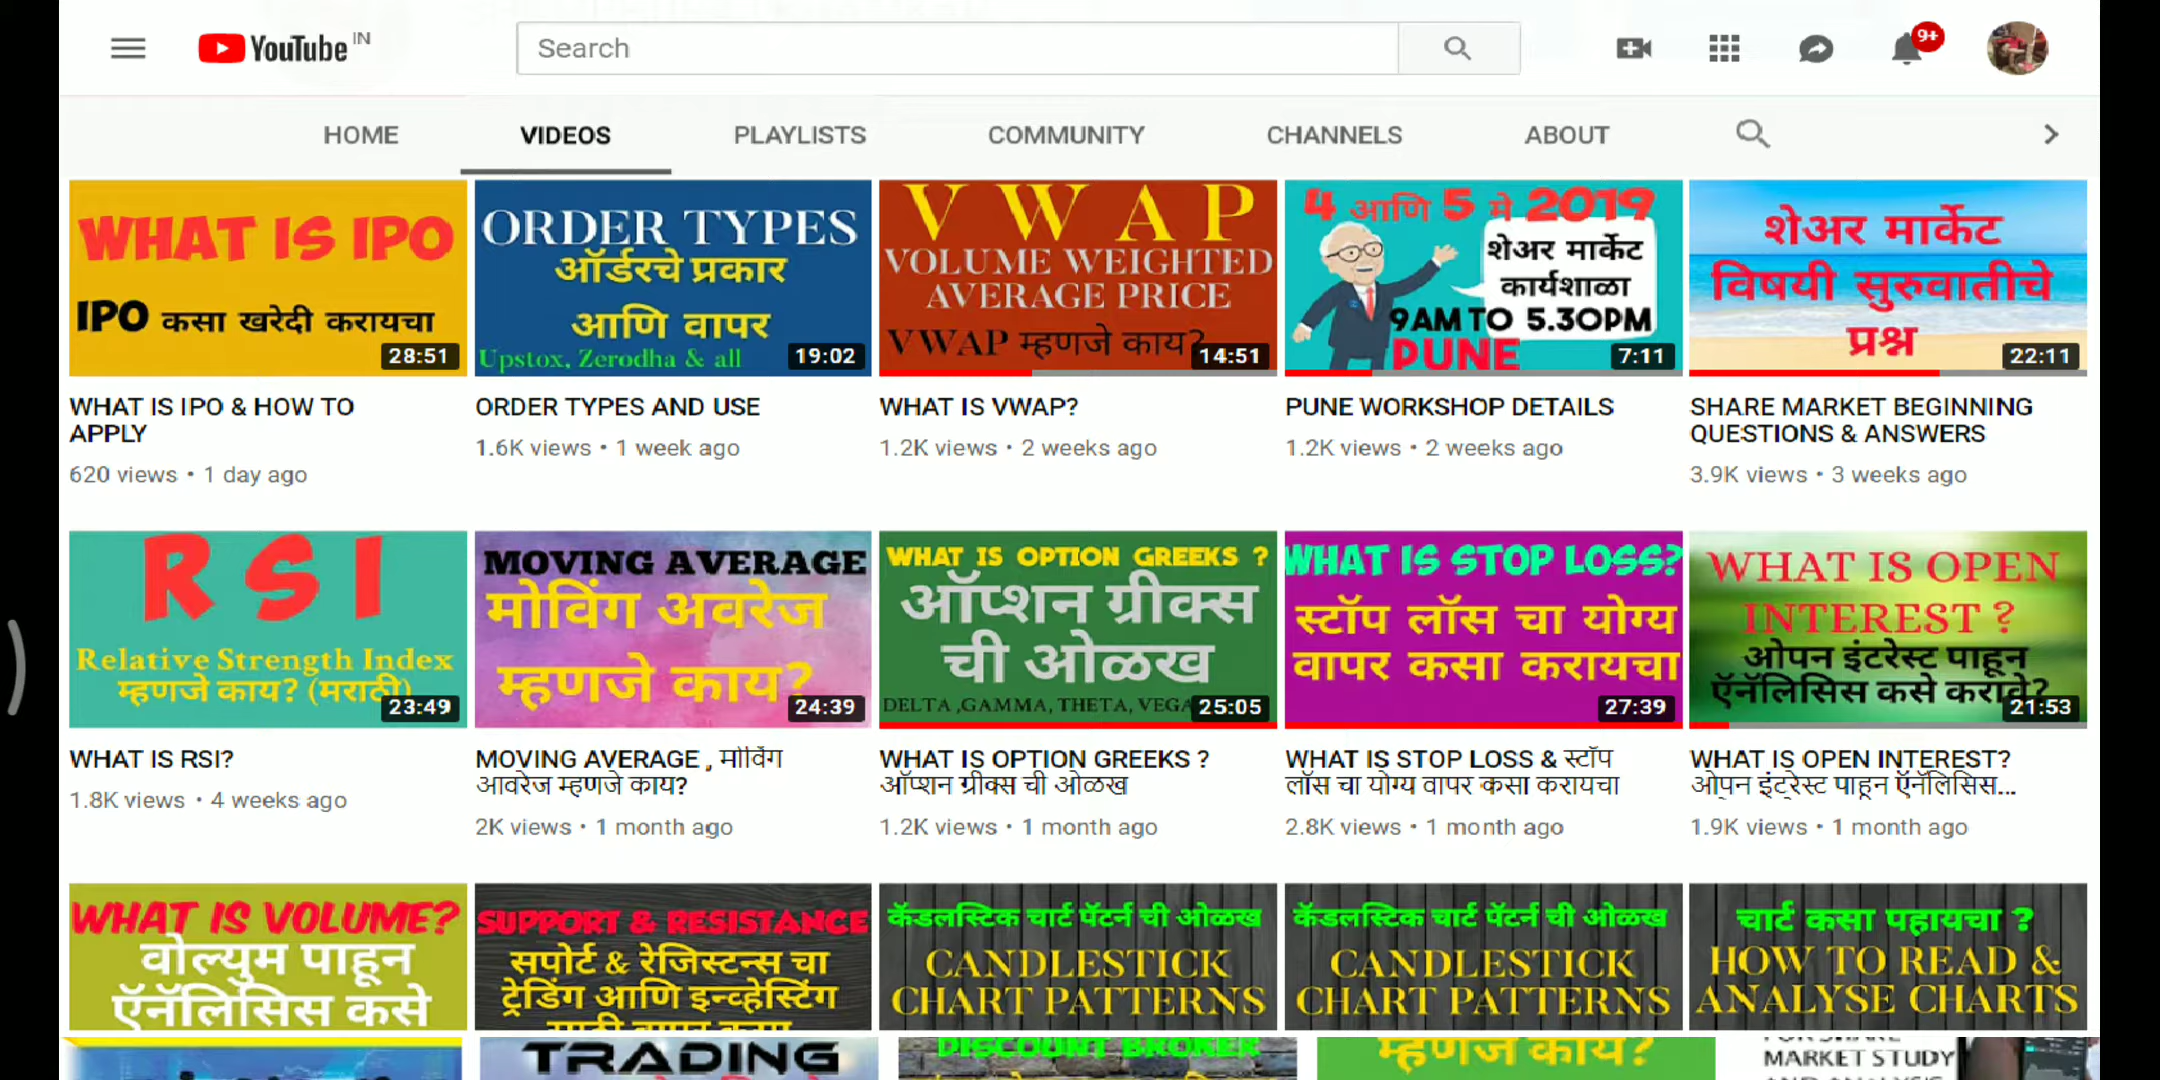 YouTube IN
Search
9+
HOME VIDEOS PLAYLISTS COMMUNITY CHANNELS ABOUT
WHAT IS IPO
IPO कसा खरेदी करायचा
28:51
ORDER TYPES
ऑर्डरचे प्रकार
आणि वापर
Upstox, Zerodha & all
19:02
VWAP
VOLUME WEIGHTED
AVERAGE PRICE
VWAP म्हणजे काय?
14:51
4 आणि 5 मे 2019
शेअर मार्केट
कार्यशाळा
9AM TO 5.30PM
PUNE
7:11
शेअर मार्केट
विषयी सुरुवातीचे
प्रश्न
22:11
WHAT IS IPO & HOW TO
APPLY
620 views • 1 day ago
ORDER TYPES AND USE
1.6K views • 1 week ago
WHAT IS VWAP?
1.2K views • 2 weeks ago
PUNE WORKSHOP DETAILS
1.2K views • 2 weeks ago
SHARE MARKET BEGINNING
QUESTIONS & ANSWERS
3.9K views • 3 weeks ago
RSI
Relative Strength Index
म्हणजे काय? (मराठी)
23:49
MOVING AVERAGE
मोविंग अवरेज
म्हणजे काय?
24:39
WHAT IS OPTION GREEKS ?
ऑप्शन ग्रीक्स
ची ओळख
DELTA ,GAMMA, THETA, VEGA
25:05
WHAT IS STOP LOSS?
स्टॉप लॉस चा योग्य
वापर कसा करायचा
27:39
WHAT IS OPEN
INTEREST ?
ओपन इंटरेस्ट पाहून
ऍनॅलिसिस कसे करावे?
21:53
WHAT IS RSI?
1.8K views • 4 weeks ago
MOVING AVERAGE , मोविंग
आवरेज म्हणजे काय?
2K views • 1 month ago
WHAT IS OPTION GREEKS ?
ऑप्शन ग्रीक्स ची ओळख
1.2K views • 1 month ago
WHAT IS STOP LOSS & स्टॉप
लॉस चा योग्य वापर कसा करायचा
2.8K views • 1 month ago
WHAT IS OPEN INTEREST?
ओपन इंटरेस्ट पाहून ऍनॅलिसिस...
1.9K views • 1 month ago
WHAT IS VOLUME?
वोल्युम पाहून
ऍनॅलिसिस कसे
SUPPORT & RESISTANCE
सपोर्ट & रेजिस्टन्स चा
ट्रेडिंग आणि इन्व्हेस्टिंग
कॅंडलस्टिक चार्ट पॅटर्न ची ओळख
CANDLESTICK
CHART PATTERNS
कॅंडलस्टिक चार्ट पॅटर्न ची ओळख
CANDLESTICK
CHART PATTERNS
चार्ट कसा पहायचा ?
HOW TO READ &
ANALYSE CHARTS
TRADING
DISCOUNT BROKER
म्हणजे काय?
MARKET STUDY